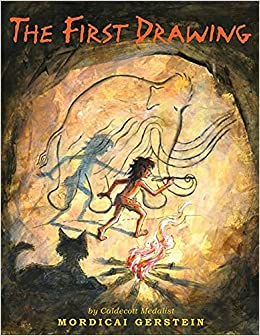 THE FIRST DRAWING
by Caldecott Medalist
MORDICAI GERSTEIN